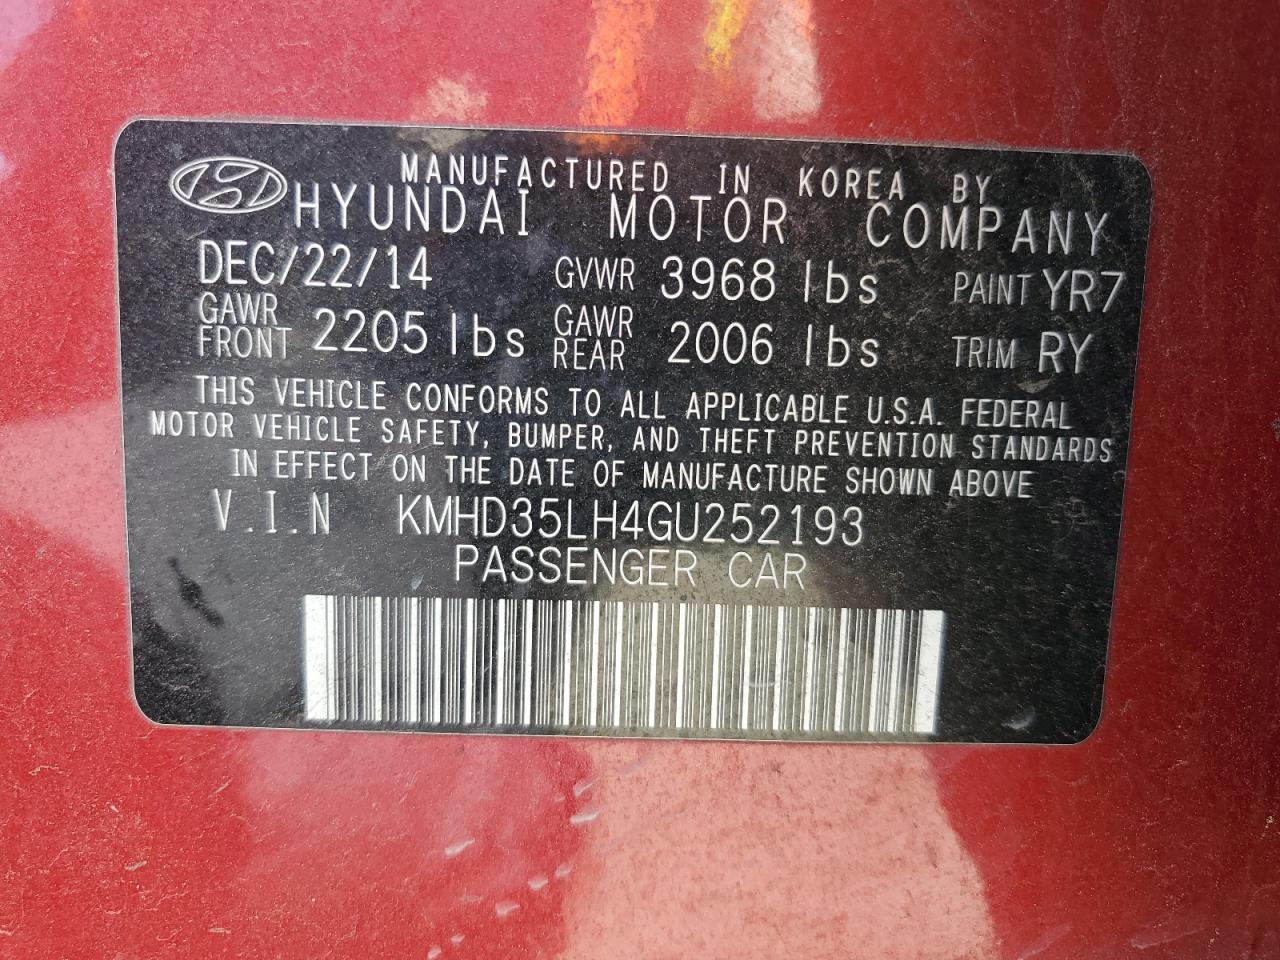 MANUFACTURED IN KOREA BY
HYUNDAI MOTOR COMPANY
DEC/22/14 GVWR 3968 lbs PAINT YR7
GAWR FRONT 2205 lbs GAWR REAR 2006 lbs TRIM RY
THIS VEHICLE CONFORMS TO ALL APPLICABLE U.S.A. FEDERAL
MOTOR VEHICLE SAFETY, BUMPER, AND THEFT PREVENTION STANDARDS
IN EFFECT ON THE DATE OF MANUFACTURE SHOWN ABOVE
V.I.N KMHD35LH4GU252193
PASSENGER CAR